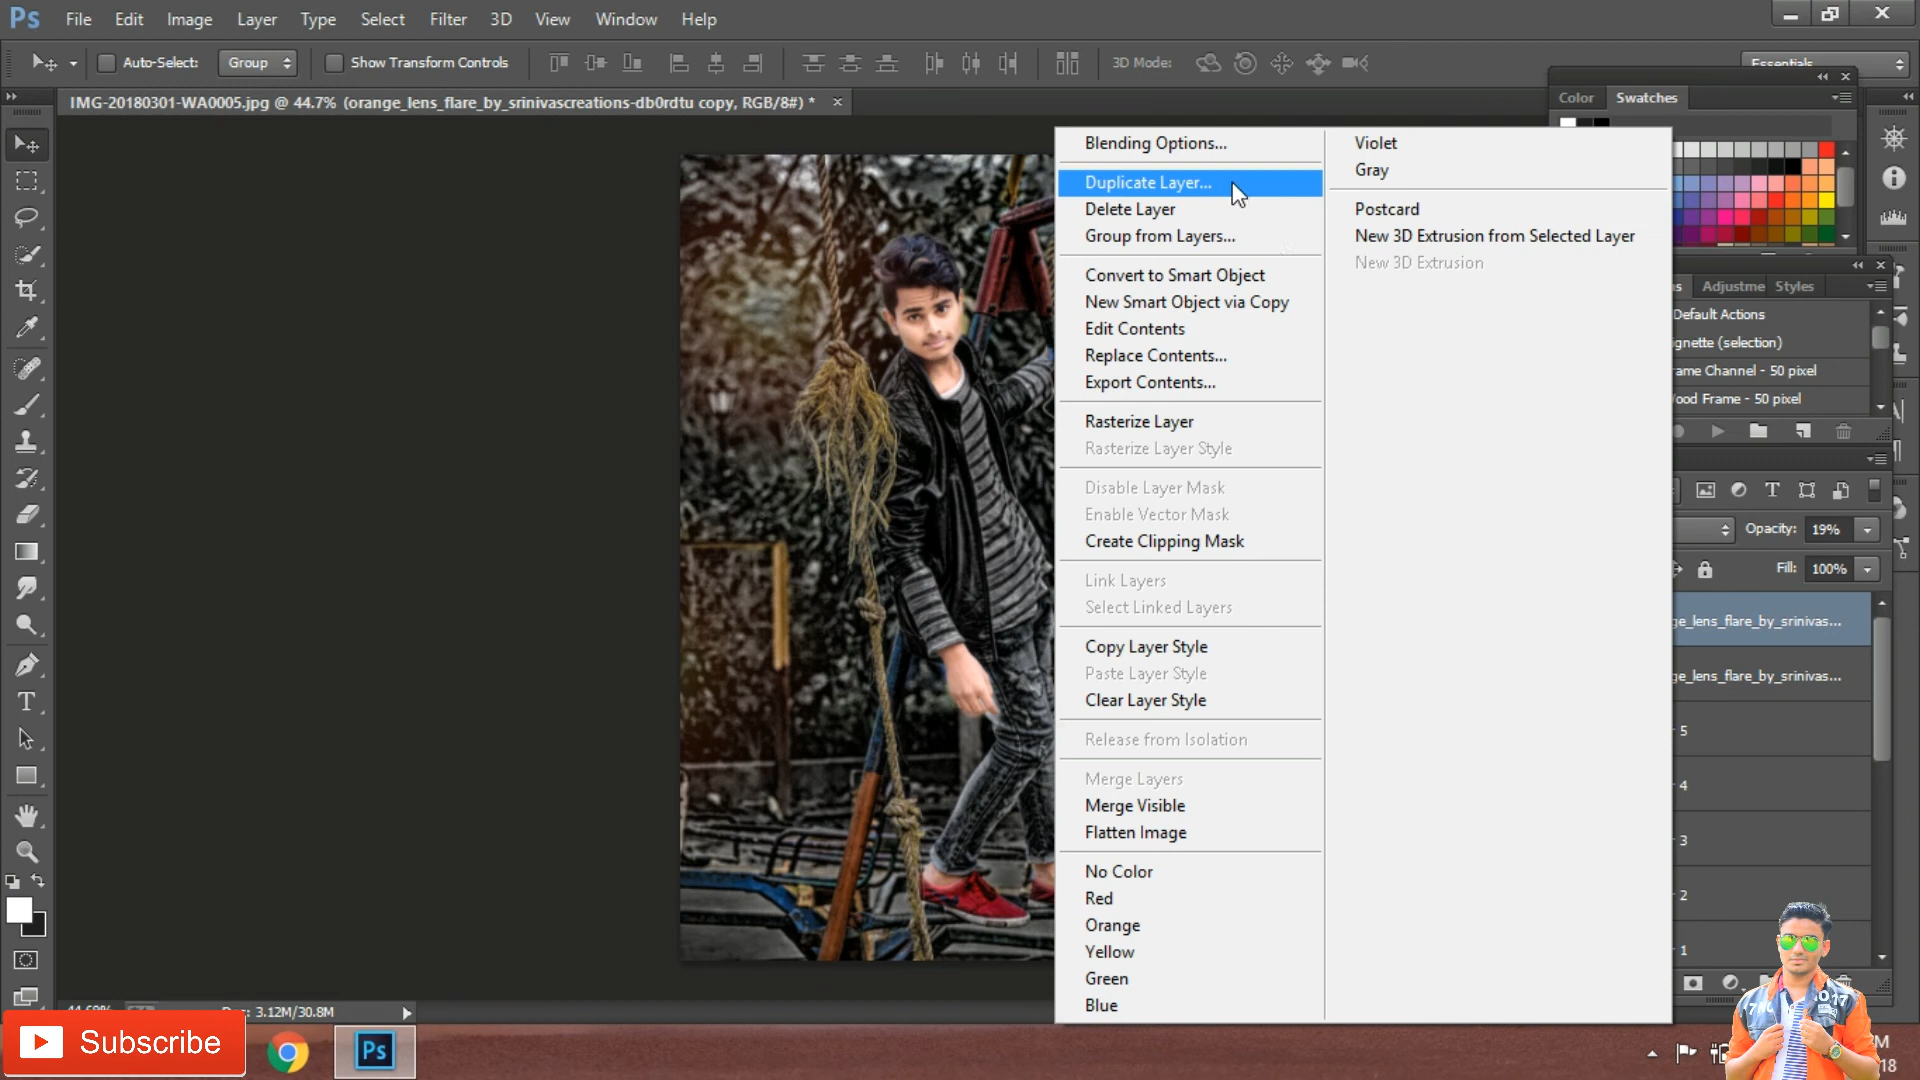 Ps File Edit Image Layer Type Select Filter 3D View Window Help
Auto-Select: Group Show Transform Controls 3D Mode: Essentials
IMG-20180301-WA0005.jpg @ 44.7% (orange_lens_flare_by_srinivascreations-db0rdtu copy, RGB/8#) *
Color Swatches
Blending Options...
Duplicate Layer...
Delete Layer
Group from Layers...
Convert to Smart Object
New Smart Object via Copy
Edit Contents
Replace Contents...
Export Contents...
Rasterize Layer
Rasterize Layer Style
Disable Layer Mask
Enable Vector Mask
Create Clipping Mask
Link Layers
Select Linked Layers
Copy Layer Style
Paste Layer Style
Clear Layer Style
Release from Isolation
Merge Layers
Merge Visible
Flatten Image
No Color
Red
Orange
Yellow
Green
Blue
Violet
Gray
Postcard
New 3D Extrusion from Selected Layer
New 3D Extrusion
Adjustme Styles
Default Actions
gnette (selection)
rame Channel - 50 pixel
ood Frame - 50 pixel
Opacity: 19%
Fill: 100%
ge_lens_flare_by_srinivas...
ge_lens_flare_by_srinivas...
5
4
3
2
1
3.12M/30.8M
Subscribe
Ps
M
18